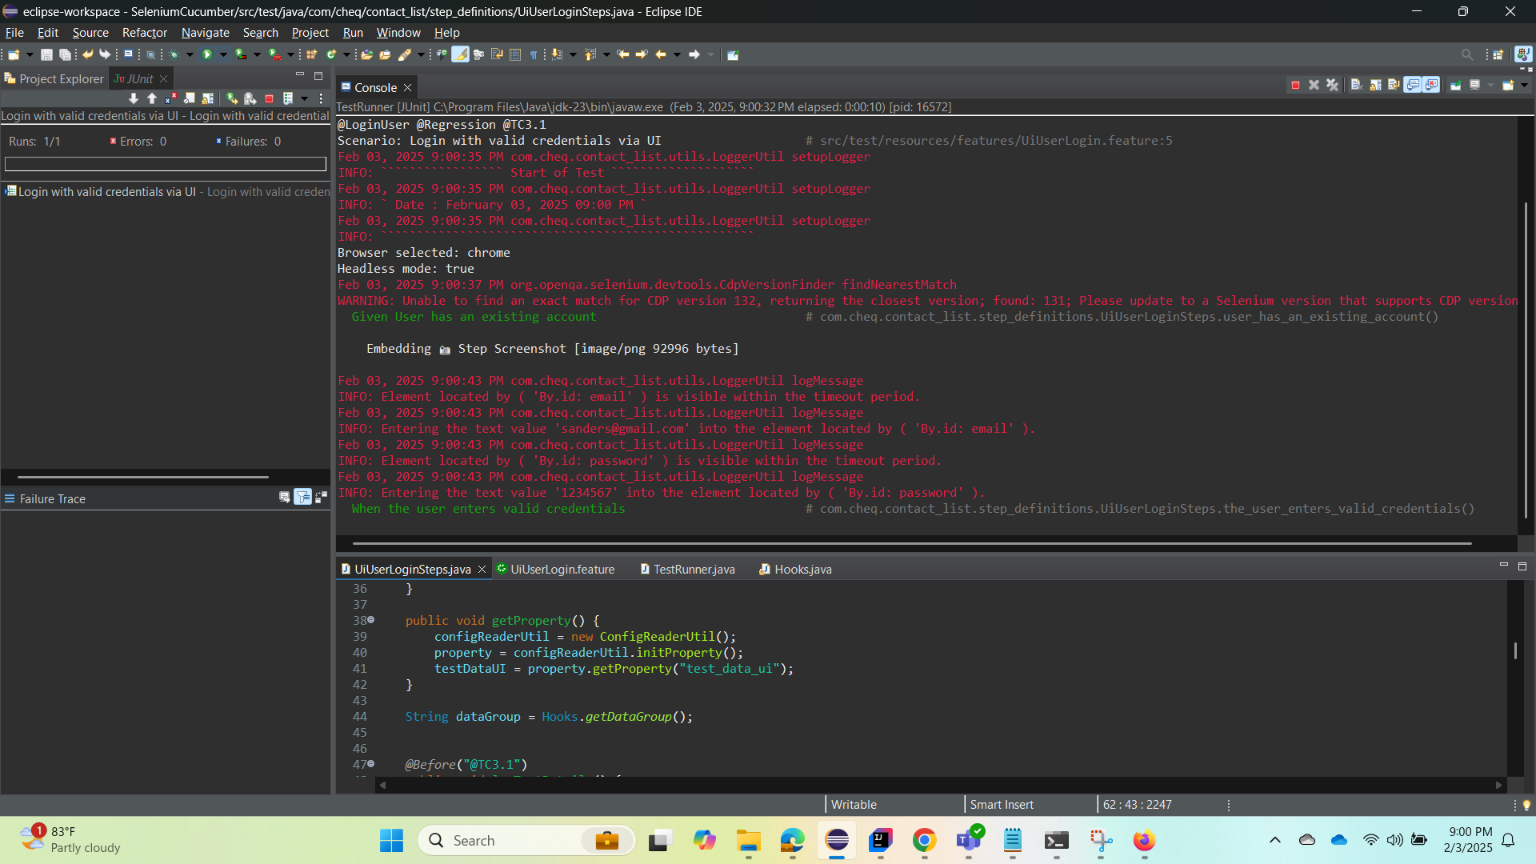 eclipse-workspace - SeleniumCucumber/src/test/java/com/cheq/contact_list/step_definitions/UiUserLoginSteps.java - Eclipse IDE
File Edit Source Refactor Navigate Search Project Run Window Help
Project Explorer JUnit
Console
TestRunner [JUnit] C:\Program Files\Java\jdk-23\bin\javaw.exe (Feb 3, 2025, 9:00:32 PM elapsed: 0:00:10) [pid: 16572]
Login with valid credentials via UI - Login with valid credential
Runs: 1/1 Errors: 0 Failures: 0
Login with valid credentials via UI - Login with valid creden
Failure Trace
@LoginUser @Regression @TC3.1
Scenario: Login with valid credentials via UI # src/test/resources/features/UiUserLogin.feature:5
Feb 03, 2025 9:00:35 PM com.cheq.contact_list.utils.LoggerUtil setupLogger
INFO: ````````````````` Start of Test ````````````````````
Feb 03, 2025 9:00:35 PM com.cheq.contact_list.utils.LoggerUtil setupLogger
INFO: ` Date : February 03, 2025 09:00 PM `
Feb 03, 2025 9:00:35 PM com.cheq.contact_list.utils.LoggerUtil setupLogger
INFO: ````````````````````````````````````````````````````
Browser selected: chrome
Headless mode: true
Feb 03, 2025 9:00:37 PM org.openqa.selenium.devtools.CdpVersionFinder findNearestMatch
WARNING: Unable to find an exact match for CDP version 132, returning the closest version; found: 131; Please update to a Selenium version that supports CDP version
Given User has an existing account # com.cheq.contact_list.step_definitions.UiUserLoginSteps.user_has_an_existing_account()
Embedding 📷 Step Screenshot [image/png 92996 bytes]
Feb 03, 2025 9:00:43 PM com.cheq.contact_list.utils.LoggerUtil logMessage
INFO: Element located by ( 'By.id: email' ) is visible within the timeout period.
Feb 03, 2025 9:00:43 PM com.cheq.contact_list.utils.LoggerUtil logMessage
INFO: Entering the text value 'sanders@gmail.com' into the element located by ( 'By.id: email' ).
Feb 03, 2025 9:00:43 PM com.cheq.contact_list.utils.LoggerUtil logMessage
INFO: Element located by ( 'By.id: password' ) is visible within the timeout period.
Feb 03, 2025 9:00:43 PM com.cheq.contact_list.utils.LoggerUtil logMessage
INFO: Entering the text value '1234567' into the element located by ( 'By.id: password' ).
When the user enters valid credentials # com.cheq.contact_list.step_definitions.UiUserLoginSteps.the_user_enters_valid_credentials()
UiUserLoginSteps.java UiUserLogin.feature TestRunner.java Hooks.java
36 }
37
38 public void getProperty() {
39 configReaderUtil = new ConfigReaderUtil();
40 property = configReaderUtil.initProperty();
41 testDataUI = property.getProperty("test_data_ui");
42 }
43
44 String dataGroup = Hooks.getDataGroup();
45
46
47 @Before("@TC3.1")
Writable Smart Insert 62 : 43 : 2247
1
83°F
Partly cloudy
Search
9:00 PM
2/3/2025